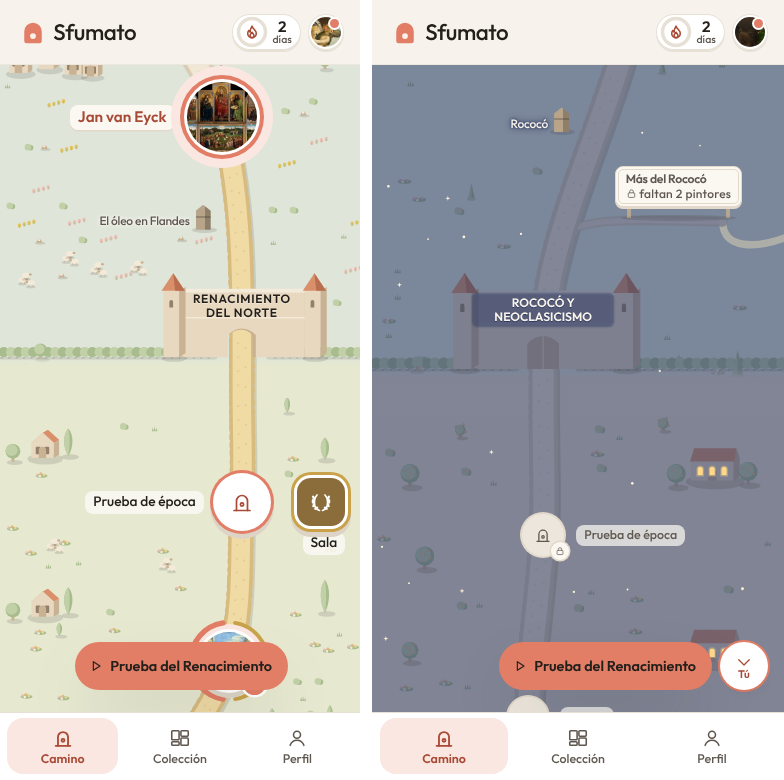 Sfumato
2
días
Jan van Eyck
El óleo en Flandes
RENACIMIENTO
DEL NORTE
Prueba de época
Sala
Prueba del Renacimiento
Camino
Colección
Perfil
Sfumato
2
días
Rococó
Más del Rococó
faltan 2 pintores
ROCOCÓ Y
NEOCLASICISMO
Prueba de época
Prueba del Renacimiento
Tú
Camino
Colección
Perfil